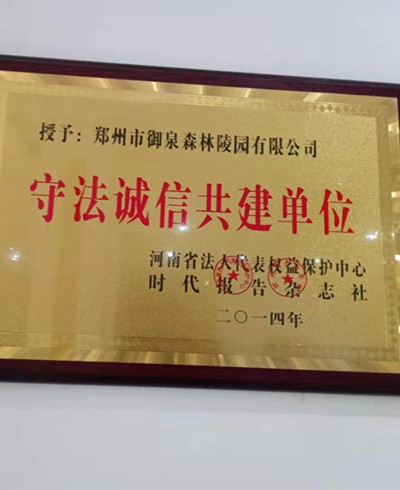 授予：郑州市御泉森林陵园有限公司
守法诚信共建单位
河南省法人代表权益保护中心
时代报告杂志社
二〇一四年